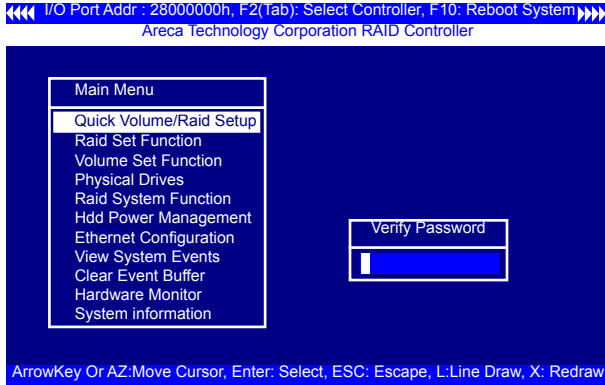 I/O Port Addr : 28000000h, F2(Tab): Select Controller, F10: Reboot System
Areca Technology Corporation RAID Controller
Main Menu
Quick Volume/Raid Setup
Raid Set Function
Volume Set Function
Physical Drives
Raid System Function
Hdd Power Management
Ethernet Configuration
View System Events
Clear Event Buffer
Hardware Monitor
System information
Verify Password
ArrowKey Or AZ:Move Cursor, Enter: Select, ESC: Escape, L:Line Draw, X: Redraw